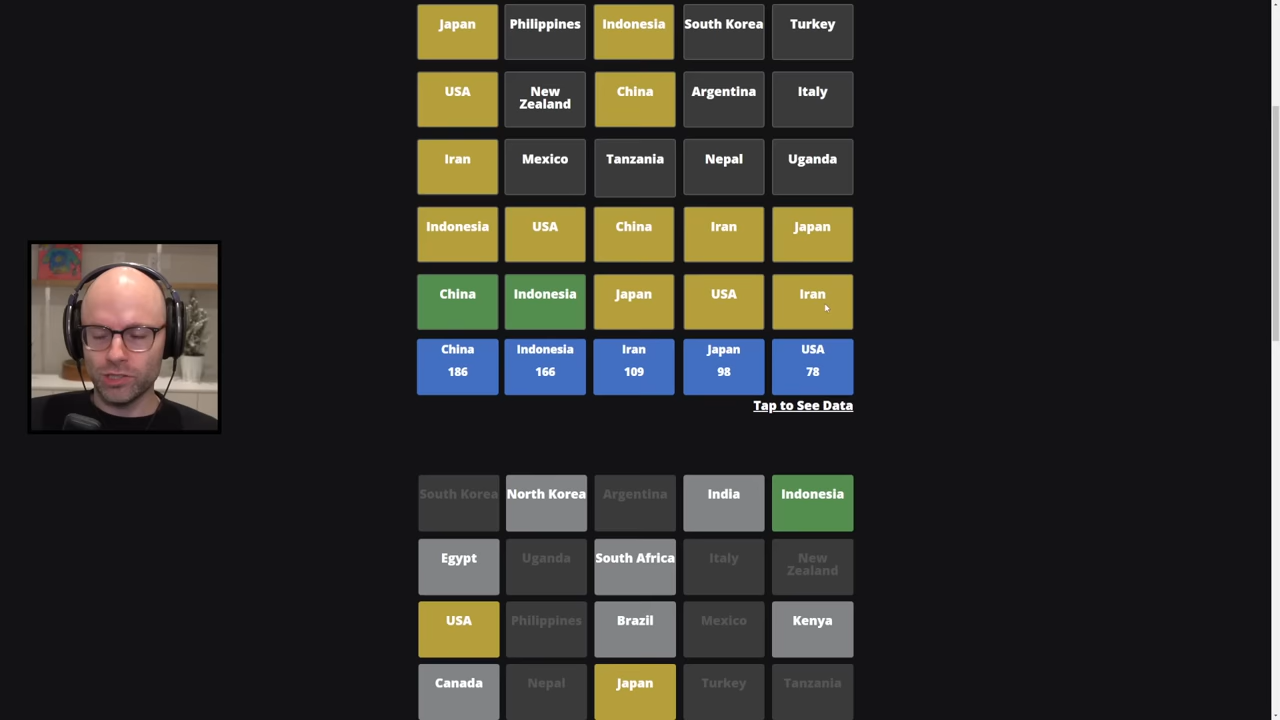 Japan Philippines Indonesia South Korea Turkey
USA New Zealand China Argentina Italy
Iran Mexico Tanzania Nepal Uganda
Indonesia USA China Iran Japan
China Indonesia Japan USA Iran
China Indonesia Iran Japan USA
186 166 109 98 78
Tap to See Data
South Korea North Korea Argentina India Indonesia
Egypt Uganda South Africa Italy New Zealand
USA Philippines Brazil Mexico Kenya
Canada Nepal Japan Turkey Tanzania